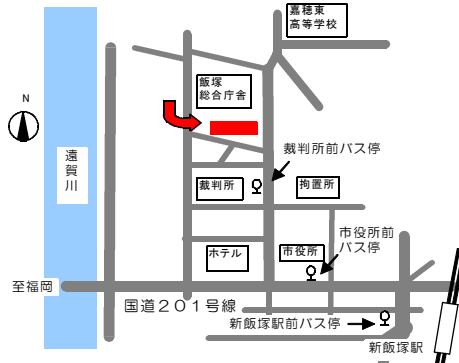 嘉穂東
高等学校
飯塚
総合庁舎
N
裁判所前バス停
遠
賀
川
裁判所
拘置所
市役所前
バス停
ホテル
市役所
至福岡
国道２０１号線
新飯塚駅前バス停
新飯塚駅